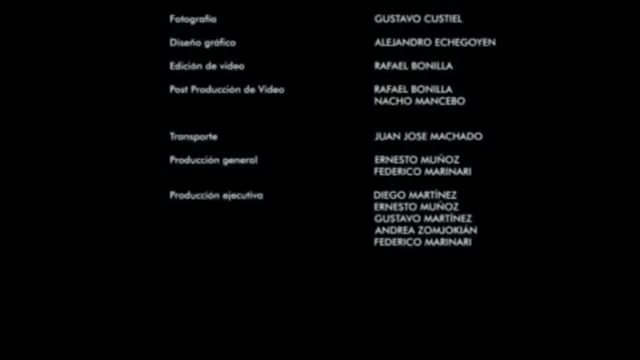 Fotografía GUSTAVO CUSTIEL
Diseño gráfico ALEJANDRO ECHEGOYEN
Edición de video RAFAEL BONILLA
Post Producción de Video RAFAEL BONILLA
NACHO MANCEBO
Transporte JUAN JOSE MACHADO
Producción general ERNESTO MUÑOZ
FEDERICO MARINARI
Producción ejecutiva DIEGO MARTÍNEZ
ERNESTO MUÑOZ
GUSTAVO MARTÍNEZ
ANDREA ZOMJOKIÁN
FEDERICO MARINARI